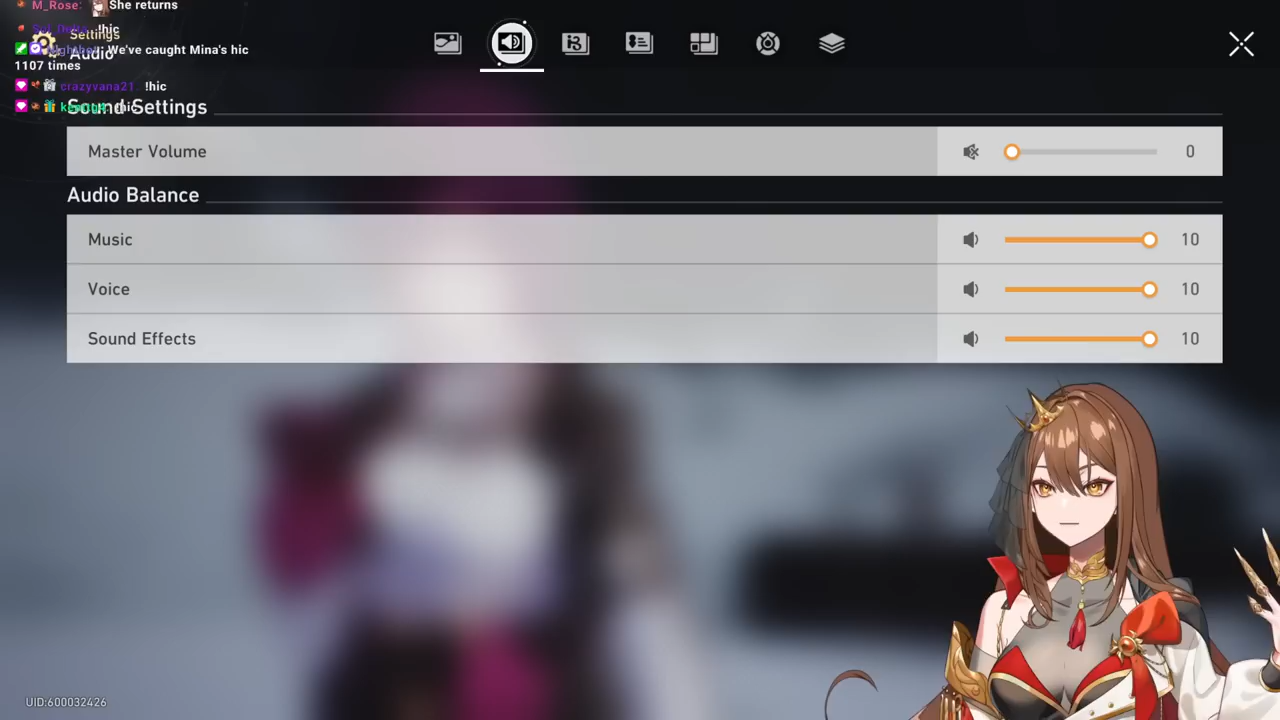 M_Rose: She returns
!hic
Settings
We've caught Mina's hic
Audio
1107 times
crazyvana21: !hic
Sound Settings
Master Volume
0
Audio Balance
Music
10
Voice
10
Sound Effects
10
UID:600032426